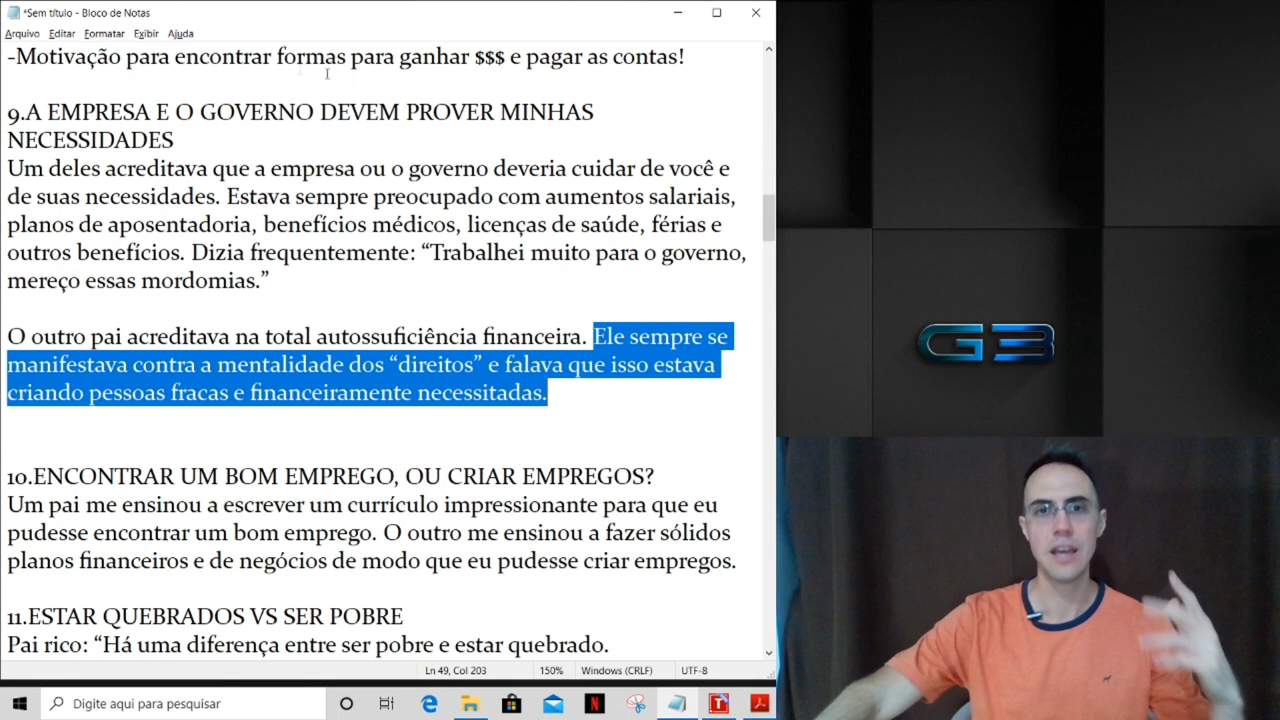 *Sem título - Bloco de Notas
Arquivo Editar Formatar Exibir Ajuda
-Motivação para encontrar formas para ganhar $$$ e pagar as contas!
9.A EMPRESA E O GOVERNO DEVEM PROVER MINHAS
NECESSIDADES
Um deles acreditava que a empresa ou o governo deveria cuidar de você e
de suas necessidades. Estava sempre preocupado com aumentos salariais,
planos de aposentadoria, benefícios médicos, licenças de saúde, férias e
outros benefícios. Dizia frequentemente: “Trabalhei muito para o governo,
mereço essas mordomias.”
O outro pai acreditava na total autossuficiência financeira. Ele sempre se
manifestava contra a mentalidade dos “direitos” e falava que isso estava
criando pessoas fracas e financeiramente necessitadas.
10.ENCONTRAR UM BOM EMPREGO, OU CRIAR EMPREGOS?
Um pai me ensinou a escrever um currículo impressionante para que eu
pudesse encontrar um bom emprego. O outro me ensinou a fazer sólidos
planos financeiros e de negócios de modo que eu pudesse criar empregos.
11.ESTAR QUEBRADOS VS SER POBRE
Pai rico: “Há uma diferença entre ser pobre e estar quebrado.
Ln 49, Col 203 150% Windows (CRLF) UTF-8
Digite aqui para pesquisar
G3